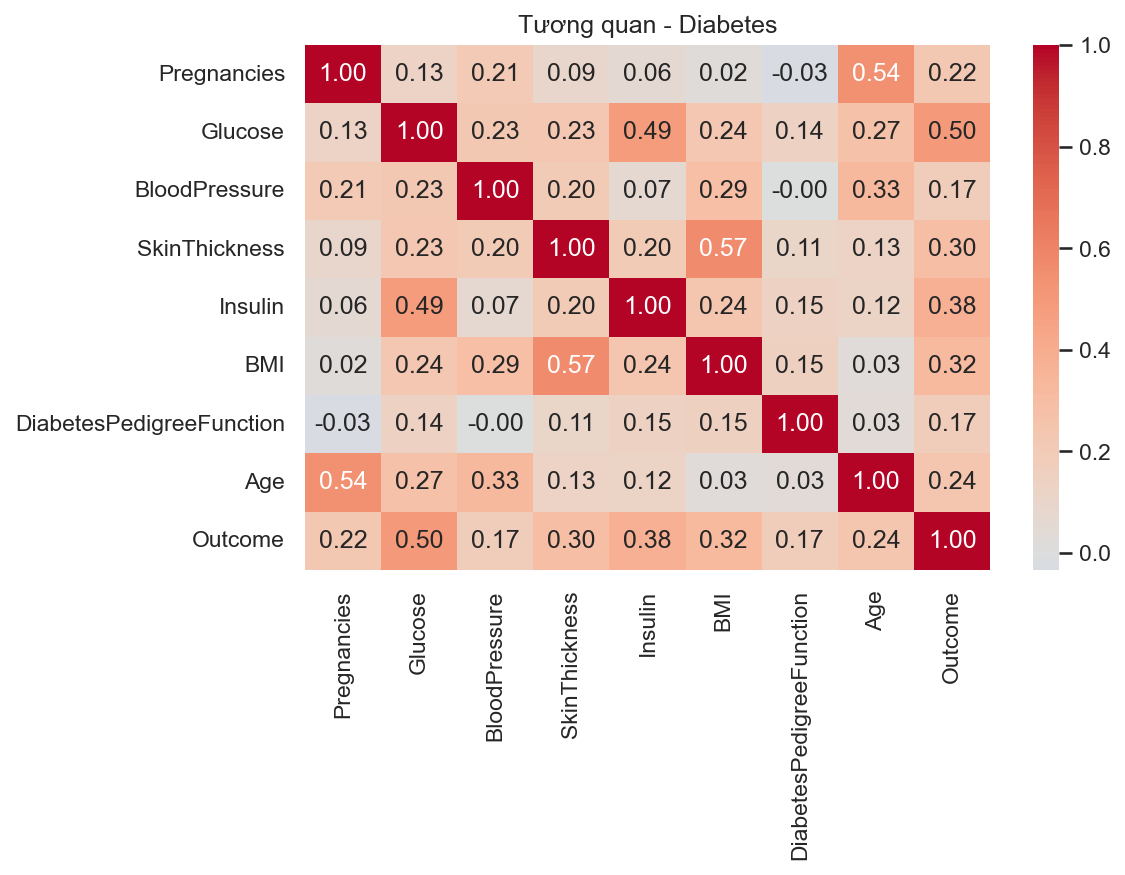 Tương quan - Diabetes
Pregnancies 1.00 0.13 0.21 0.09 0.06 0.02 -0.03 0.54 0.22
Glucose 0.13 1.00 0.23 0.23 0.49 0.24 0.14 0.27 0.50
BloodPressure 0.21 0.23 1.00 0.20 0.07 0.29 -0.00 0.33 0.17
SkinThickness 0.09 0.23 0.20 1.00 0.20 0.57 0.11 0.13 0.30
Insulin 0.06 0.49 0.07 0.20 1.00 0.24 0.15 0.12 0.38
BMI 0.02 0.24 0.29 0.57 0.24 1.00 0.15 0.03 0.32
DiabetesPedigreeFunction -0.03 0.14 -0.00 0.11 0.15 0.15 1.00 0.03 0.17
Age 0.54 0.27 0.33 0.13 0.12 0.03 0.03 1.00 0.24
Outcome 0.22 0.50 0.17 0.30 0.38 0.32 0.17 0.24 1.00
Pregnancies
Glucose
BloodPressure
SkinThickness
Insulin
BMI
DiabetesPedigreeFunction
Age
Outcome
1.0
0.8
0.6
0.4
0.2
0.0